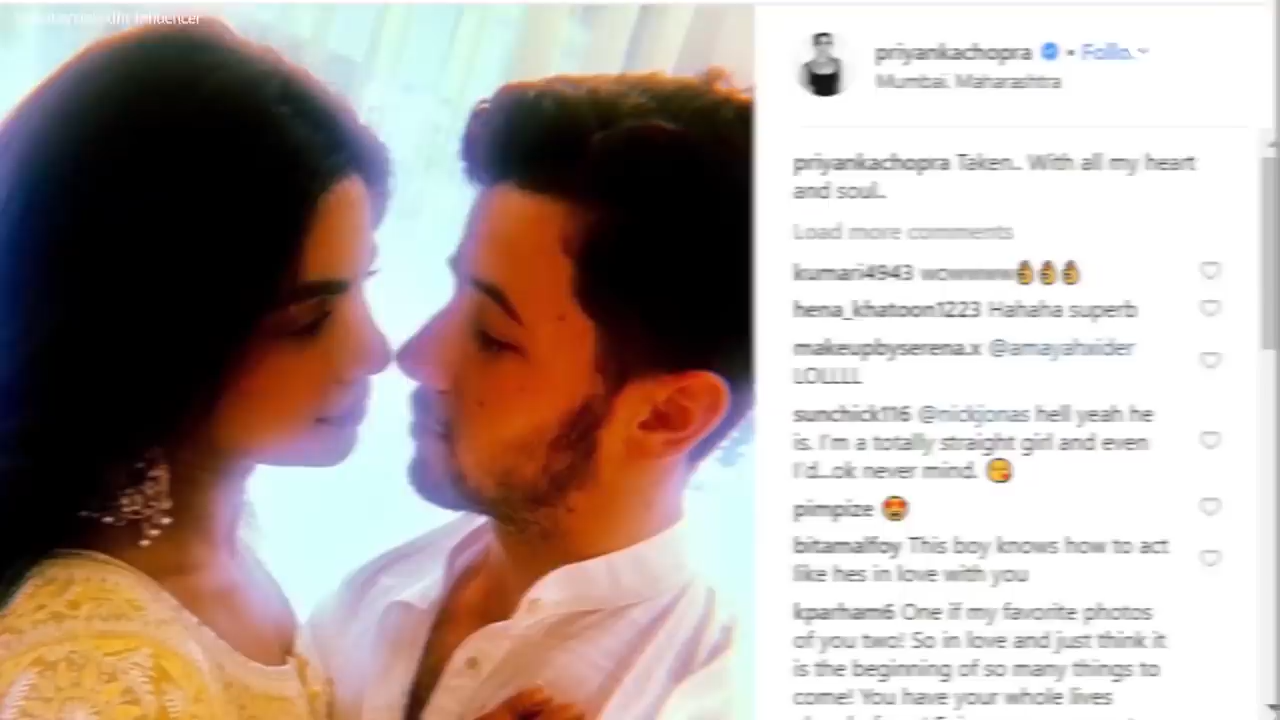 priyankachopra • Follow
Mumbai, Maharashtra
priyankachopra Taken.. With all my heart
and soul..
Load more comments
kumari4943 wowwwww👌👌👌
hena_khatoon1223 Hahaha superb
makeupbyserena.x @amayahxider
LOLLLL
sunchick116 @nickjonas hell yeah he
is. I'm a totally straight girl and even
I'd...ok never mind. 😘
pimpize 😍
bitamalfoy This boy knows how to act
like hes in love with you
kparham6 One if my favorite photos
of you two! So in love and just think it
is the beginning of so many things to
come! You have your whole lives